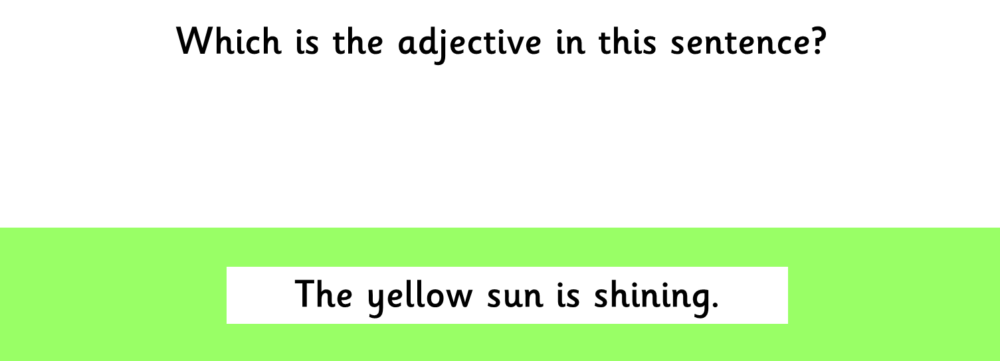 Which is the adjective in this sentence?
The yellow sun is shining.